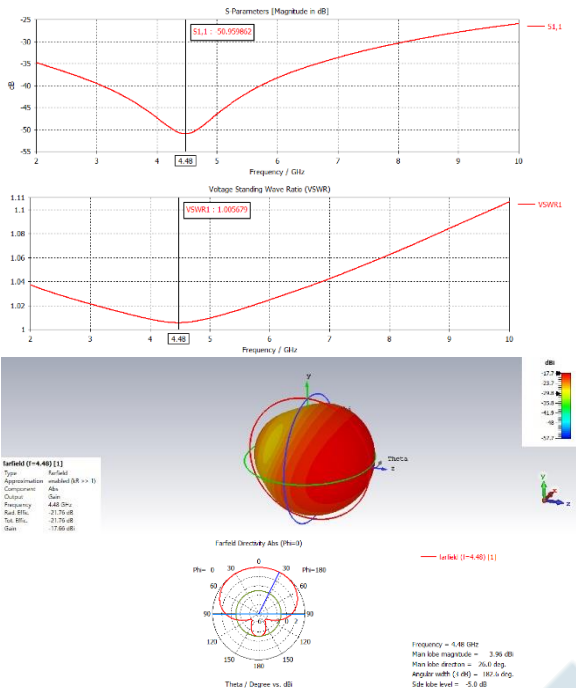 S Parameters [Magnitude in dB]
-25
-30
-35
-40
-45
-50
-55
dB
S1,1 : -50.959862
S1,1
2 3 4 4.48 5 6 7 8 9 10
Frequency / GHz
Voltage Standing Wave Ratio (VSWR)
1.11
1.1
1.08
1.06
1.04
1.02
1
VSWR1 : 1.005679
VSWR1
2 3 4 4.48 5 6 7 8 9 10
Frequency / GHz
dBi
-17.7
-23.7
-29.8
-35.8
-41.9
-48
-57.7
y
Theta
z
y
x
z
farfield (f=4.48) [1]
Type Farfield
Approximation enabled (kR >> 1)
Component Abs
Output Gain
Frequency 4.48 GHz
Rad. Effic. -21.76 dB
Tot. Effic. -21.76 dB
Gain -17.66 dBi
Farfield Directivity Abs (Phi=0)
Phi= 0 30 0 30 Phi=180
60 60
90 90
120 120
150 180 150
Theta / Degree vs. dBi
farfield (f=4.48) [1]
Frequency = 4.48 GHz
Main lobe magnitude = 3.96 dBi
Main lobe direction = 26.0 deg.
Angular width (3 dB) = 182.6 deg.
Side lobe level = -5.0 dB